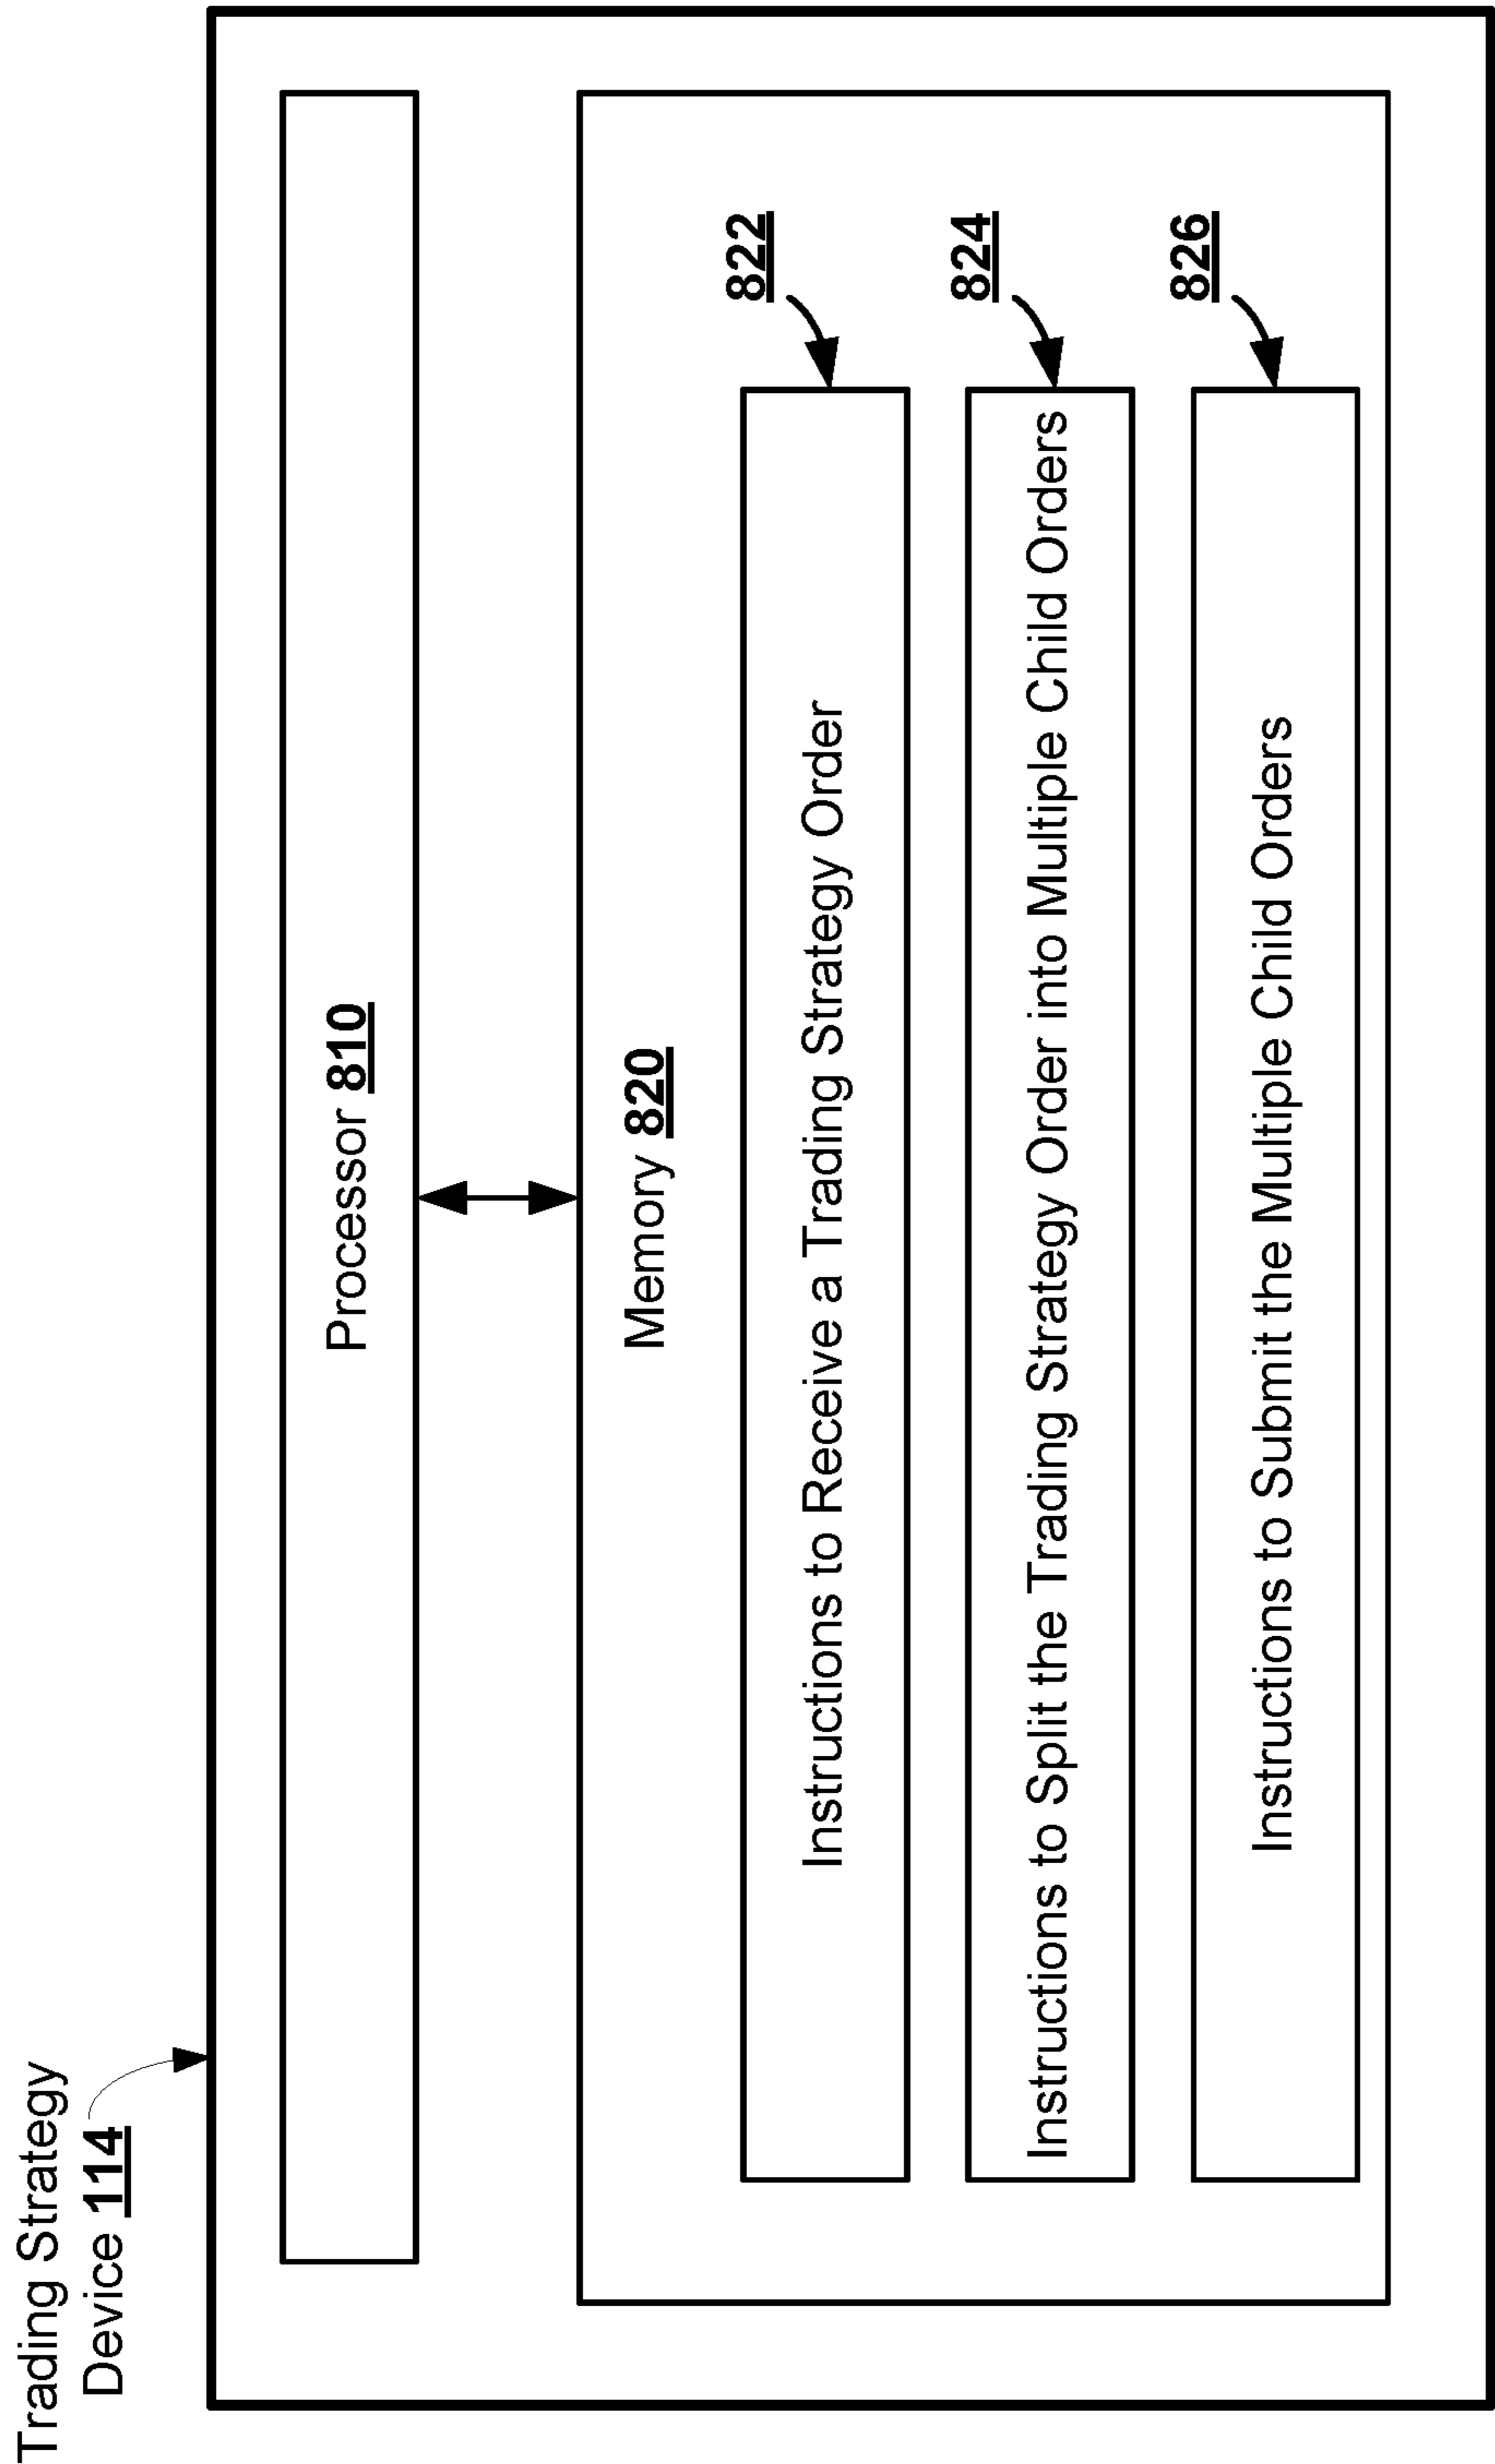 Trading Strategy
Device 114
Processor 810
Memory 820
822
Instructions to Receive a Trading Strategy Order
824
Instructions to Split the Trading Strategy Order into Multiple Child Orders
826
Instructions to Submit the Multiple Child Orders